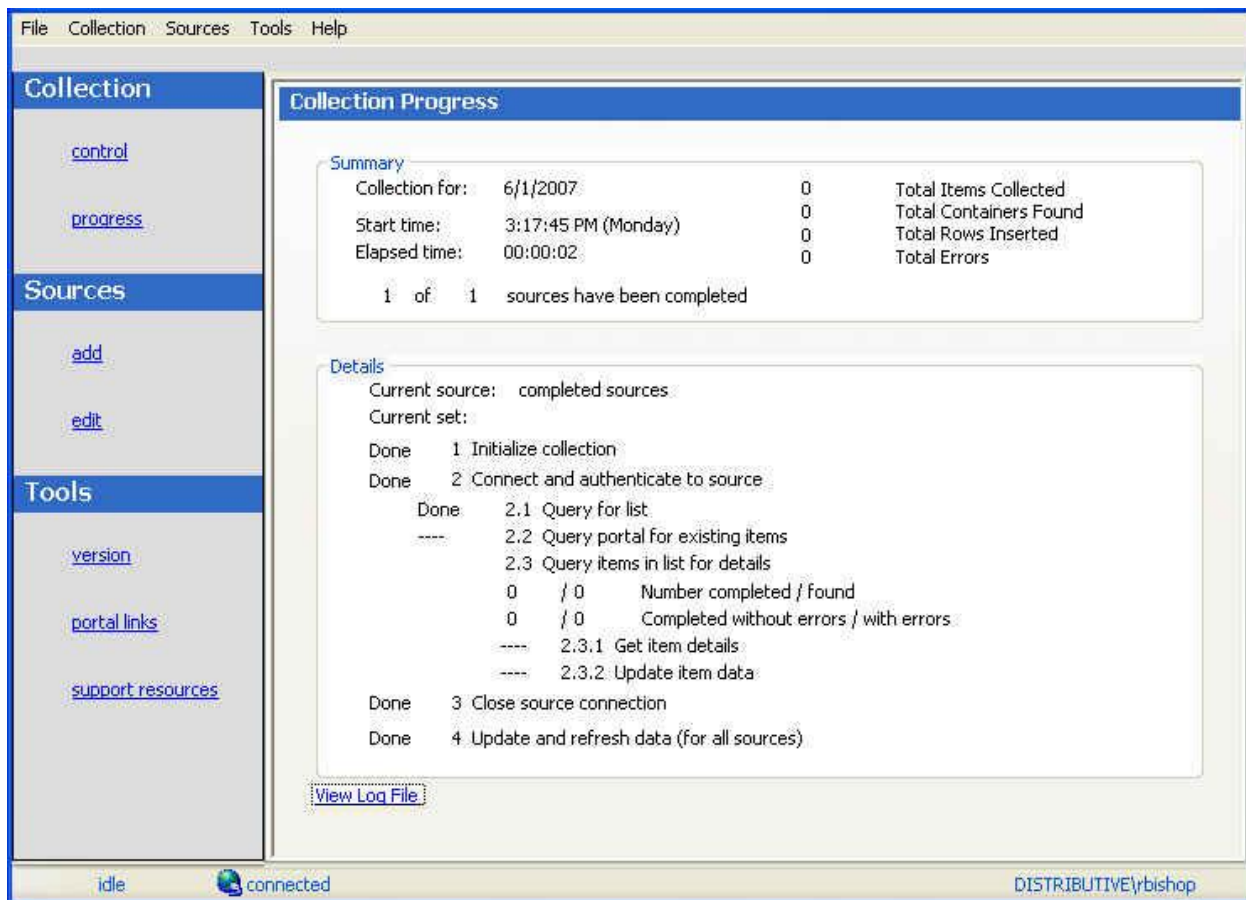 File Collection Sources Tools Help
Collection
control
progress
Sources
add
edit
Tools
version
portal links
support resources
Collection Progress
Summary
Collection for: 6/1/2007 0 Total Items Collected
0 Total Containers Found
Start time: 3:17:45 PM (Monday) 0 Total Rows Inserted
Elapsed time: 00:00:02 0 Total Errors
1 of 1 sources have been completed
Details
Current source: completed sources
Current set:
Done 1 Initialize collection
Done 2 Connect and authenticate to source
Done 2.1 Query for list
---- 2.2 Query portal for existing items
2.3 Query items in list for details
0 / 0 Number completed / found
0 / 0 Completed without errors / with errors
---- 2.3.1 Get item details
---- 2.3.2 Update item data
Done 3 Close source connection
Done 4 Update and refresh data (for all sources)
View Log File
idle connected DISTRIBUTIVE\rbishop